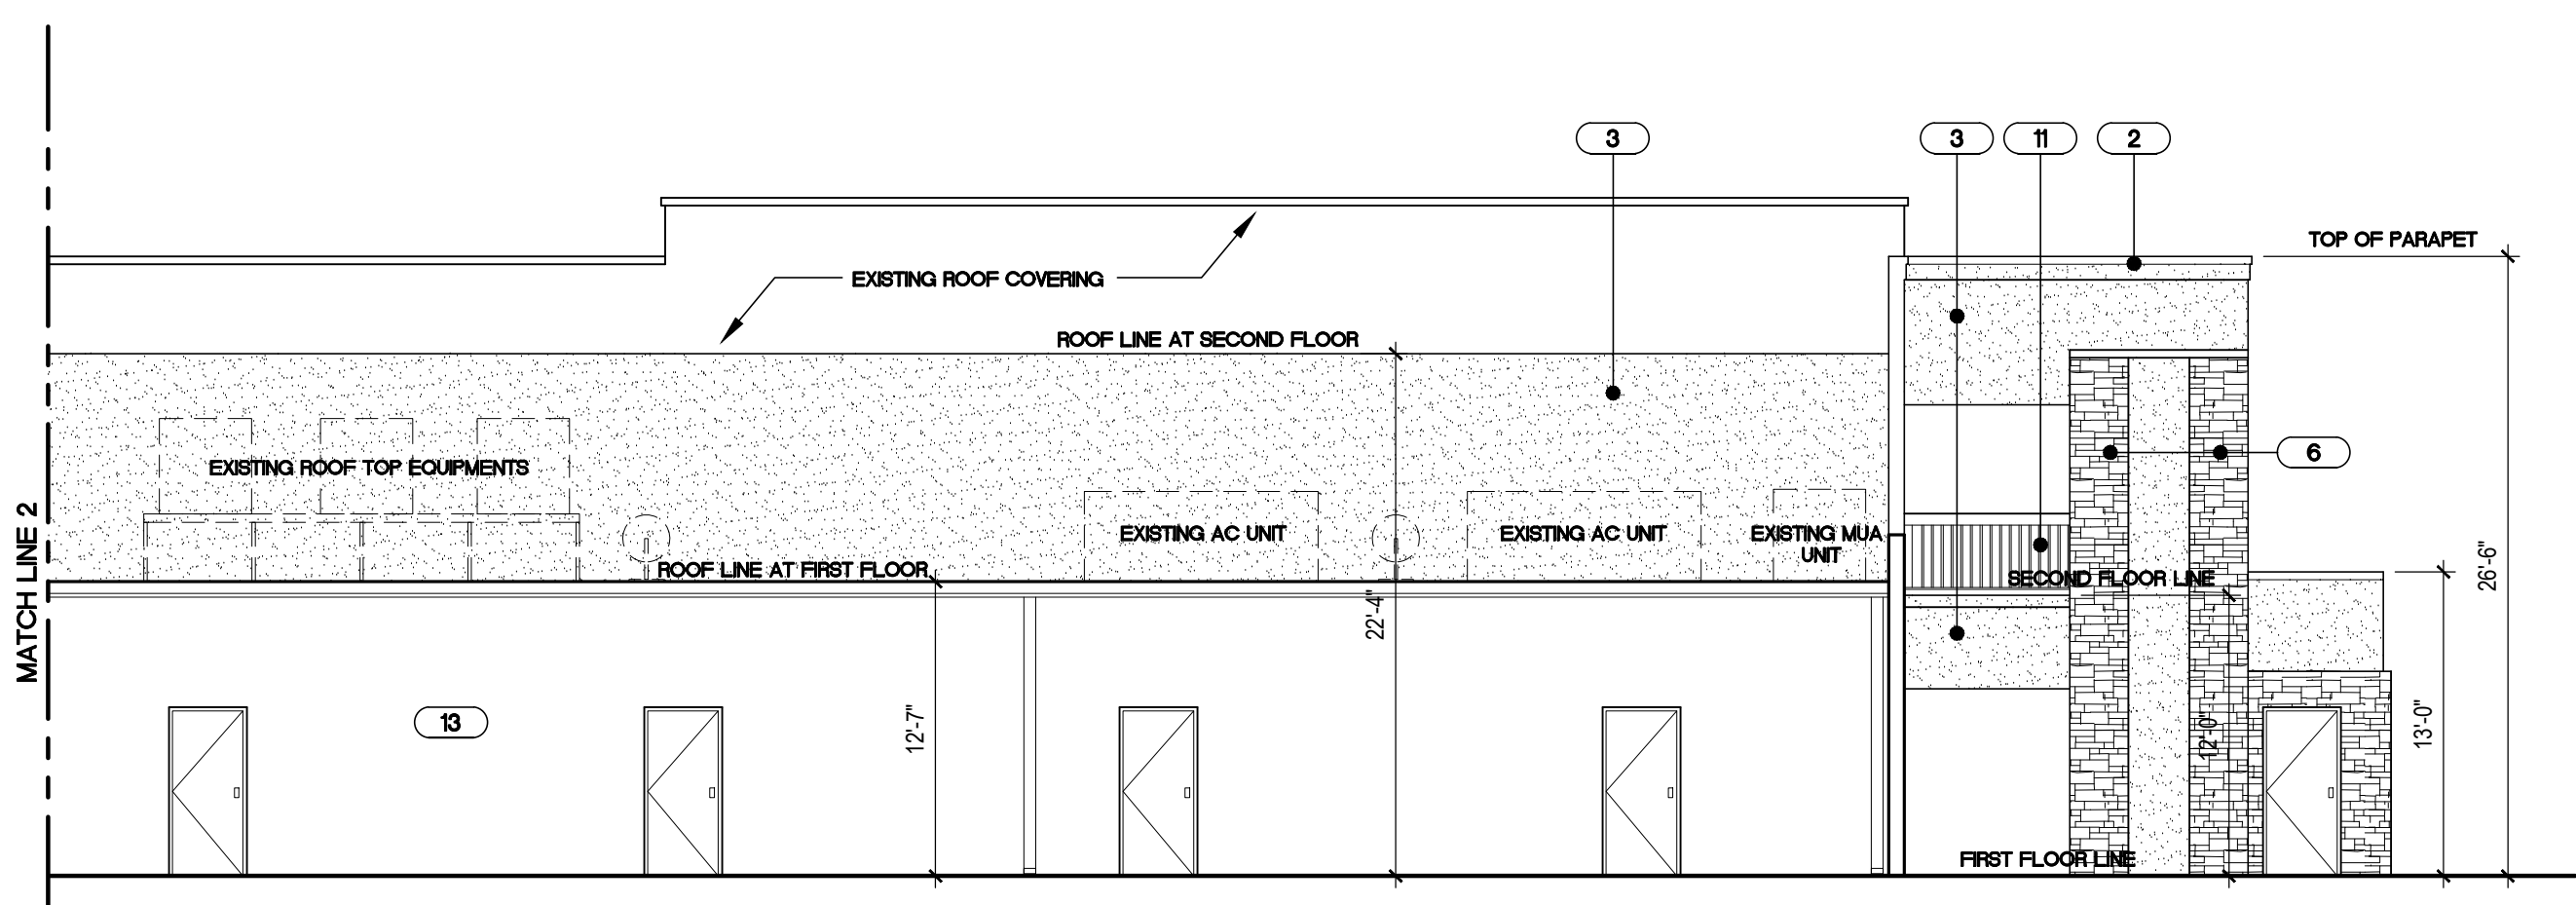 3
3
11
2
TOP OF PARAPET
EXISTING ROOF COVERING
ROOF LINE AT SECOND FLOOR
6
EXISTING ROOF TOP EQUIPMENTS
EXISTING AC UNIT
EXISTING AC UNIT
EXISTING MUA
UNIT
ROOF LINE AT FIRST FLOOR
SECOND FLOOR LINE
26'-6"
22'-4"
MATCH LINE 2
13
12'-7"
12'-0"
13'-0"
FIRST FLOOR LINE